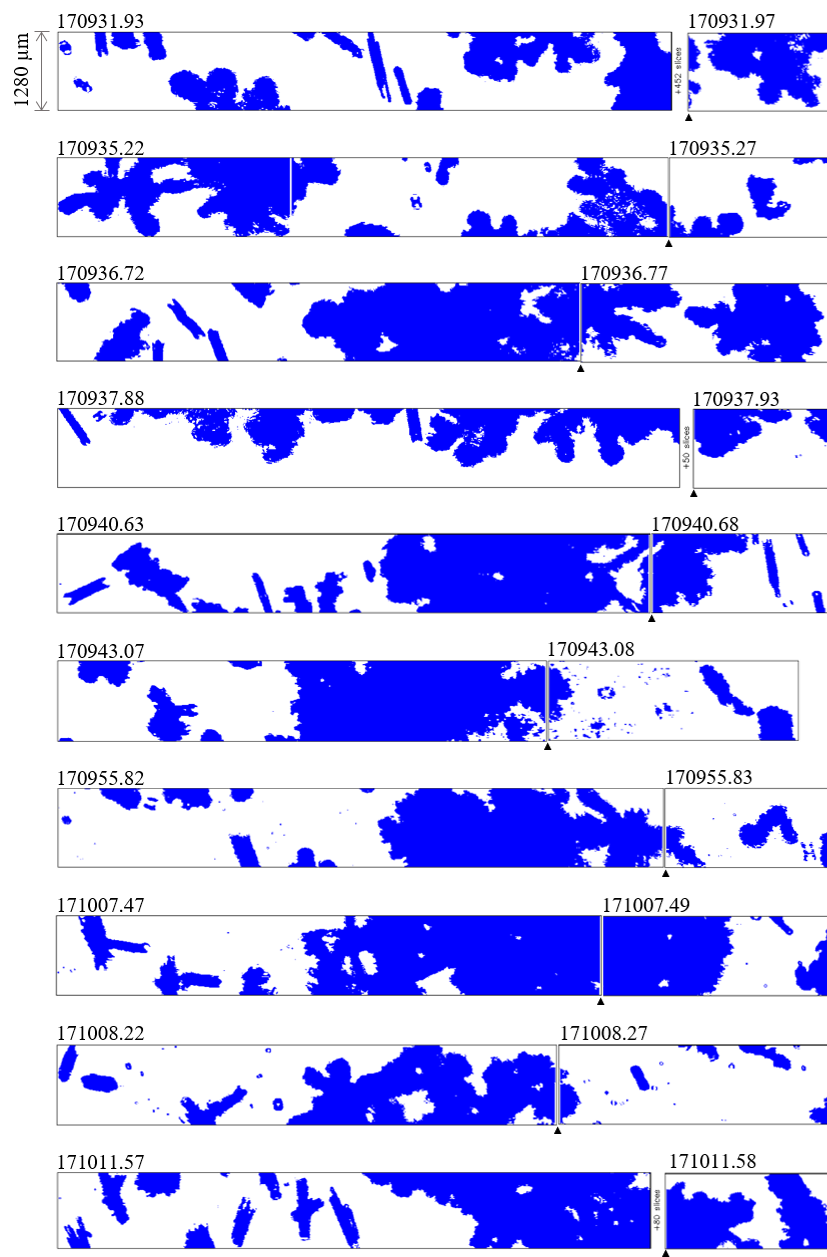 170931.93 170931.97
1280 µm
+452 slices
170935.22 170935.27
170936.72 170936.77
170937.88 170937.93
+50 slices
170940.63 170940.68
170943.07 170943.08
170955.82 170955.83
171007.47 171007.49
171008.22 171008.27
171011.57 171011.58
+80 slices